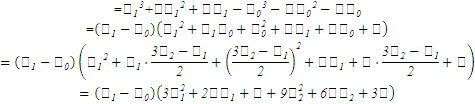 =□₁³+□□₁²+□□₁−□₀³−□□₀²−□□₀
=(□₁−□₀)(□₁²+□₁□₀+□₀²+□□₁+□□₀+□)
= (□₁ − □₀)(□₁² + □₁ · (3□₂ − □₁)/2 + ((3□₂ − □₁)/2)² + □□₁ + □ · (3□₂ − □₁)/2 + □)
= (□₁ − □₀)(3□₁² + 2□□₁ + □ + 9□₂² + 6□□₂ + 3□)